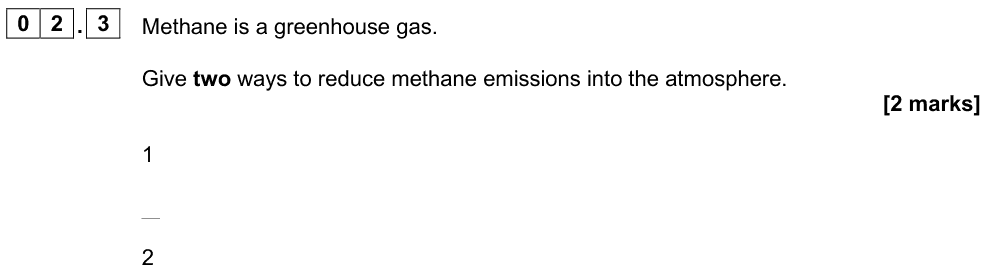 0 2 . 3 Methane is a greenhouse gas.
Give two ways to reduce methane emissions into the atmosphere.
[2 marks]
1
2